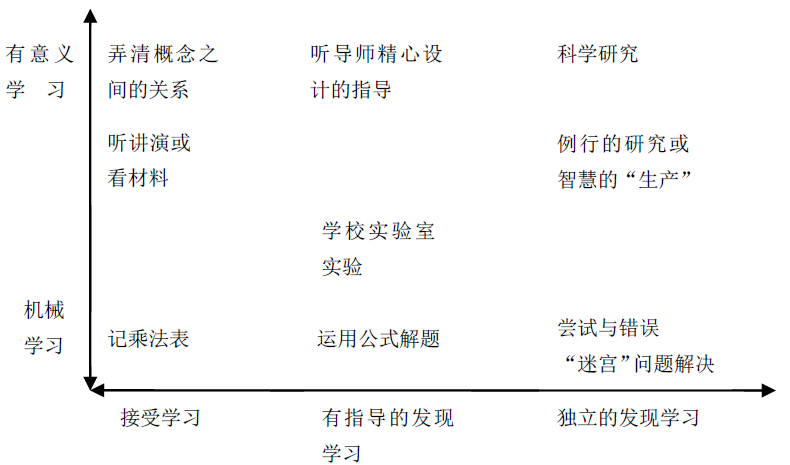 有意义
学习
弄清概念之
间的关系
听导师精心设
计的指导
科学研究
听讲演或
看材料
例行的研究或
智慧的“生产”
学校实验室
实验
机械
学习
记乘法表
运用公式解题
尝试与错误
“迷宫”问题解决
接受学习
有指导的发现
学习
独立的发现学习